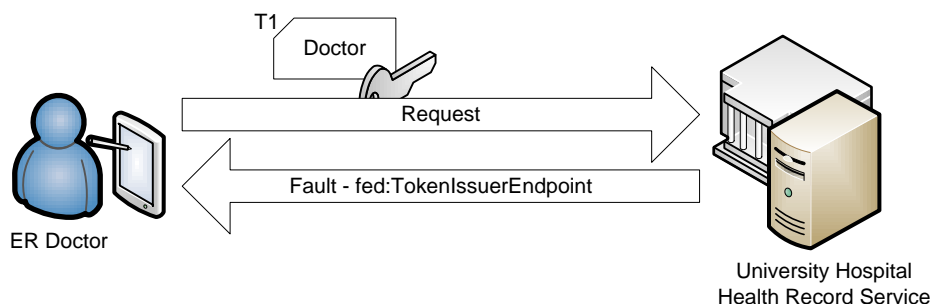 T1
Doctor
Request
Fault - fed:TokenIssuerEndpoint
ER Doctor
University Hospital
Health Record Service